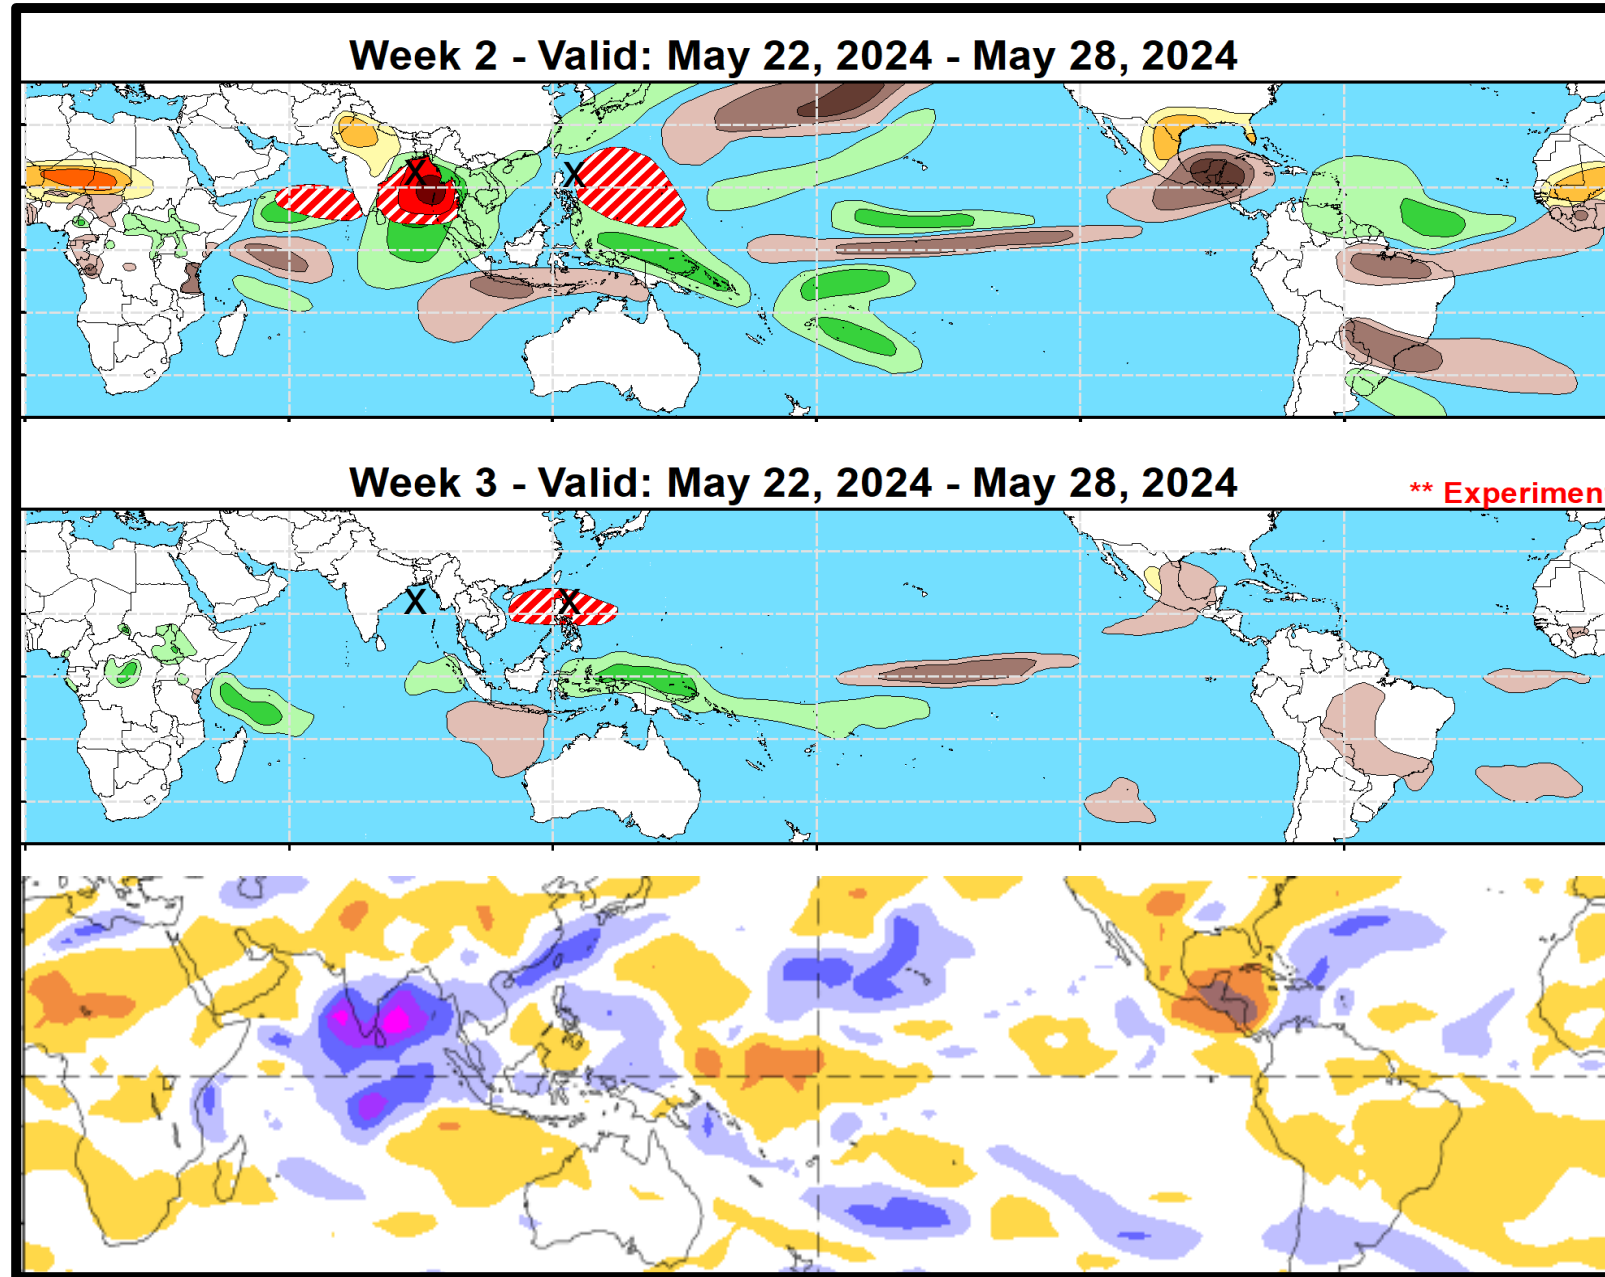 Week 2 - Valid: May 22, 2024 - May 28, 2024
X
X
Week 3 - Valid: May 22, 2024 - May 28, 2024
** Experimen
X
X